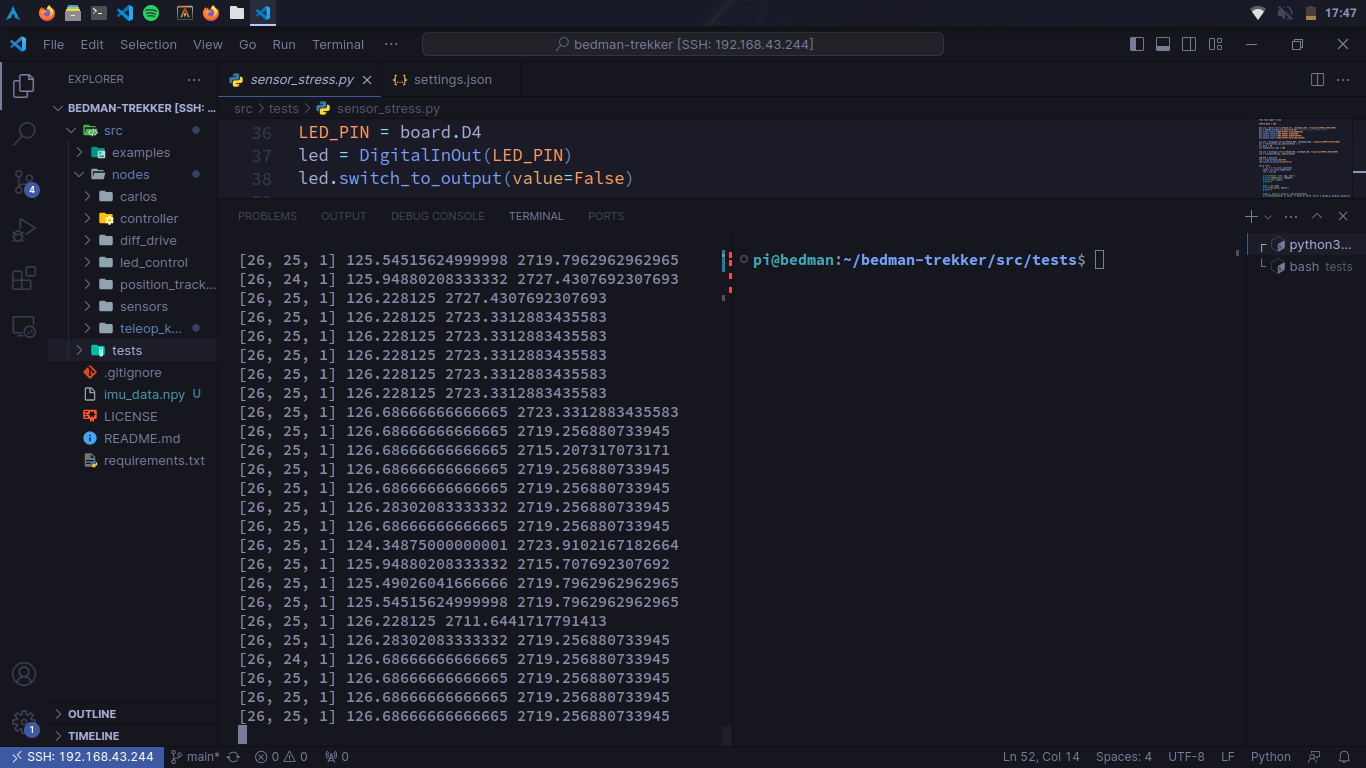 17:47
File Edit Selection View Go Run Terminal ··· bedman-trekker [SSH: 192.168.43.244]
EXPLORER ···
sensor_stress.py settings.json
src > tests > sensor_stress.py
BEDMAN-TREKKER [SSH: ...
src
examples
nodes
carlos
controller
diff_drive
led_control
position_track...
sensors
teleop_k...
tests
.gitignore
imu_data.npy U
LICENSE
README.md
requirements.txt
OUTLINE
TIMELINE
4
1
36 LED_PIN = board.D4
37 led = DigitalInOut(LED_PIN)
38 led.switch_to_output(value=False)
PROBLEMS OUTPUT DEBUG CONSOLE TERMINAL PORTS
[26, 25, 1] 125.54515624999998 2719.7962962962965
[26, 24, 1] 125.94880208333332 2727.4307692307693
[26, 25, 1] 126.228125 2727.4307692307693
[26, 25, 1] 126.228125 2723.3312883435583
[26, 25, 1] 126.228125 2723.3312883435583
[26, 25, 1] 126.228125 2723.3312883435583
[26, 25, 1] 126.228125 2723.3312883435583
[26, 25, 1] 126.228125 2723.3312883435583
[26, 25, 1] 126.68666666666665 2723.3312883435583
[26, 25, 1] 126.68666666666665 2719.256880733945
[26, 25, 1] 126.68666666666665 2715.207317073171
[26, 25, 1] 126.68666666666665 2719.256880733945
[26, 25, 1] 126.68666666666665 2719.256880733945
[26, 25, 1] 126.28302083333332 2719.256880733945
[26, 25, 1] 126.68666666666665 2719.256880733945
[26, 25, 1] 124.34875000000001 2723.9102167182664
[26, 25, 1] 125.94880208333332 2715.707692307692
[26, 25, 1] 125.49026041666666 2719.7962962962965
[26, 25, 1] 125.54515624999998 2719.7962962962965
[26, 25, 1] 126.228125 2711.6441717791413
[26, 25, 1] 126.28302083333332 2719.256880733945
[26, 24, 1] 126.68666666666665 2719.256880733945
[26, 25, 1] 126.68666666666665 2719.256880733945
[26, 25, 1] 126.68666666666665 2719.256880733945
[26, 25, 1] 126.68666666666665 2719.256880733945
pi@bedman:~/bedman-trekker/src/tests$
python3...
bash tests
SSH: 192.168.43.244 main* 0 0 0 Ln 52, Col 14 Spaces: 4 UTF-8 LF Python